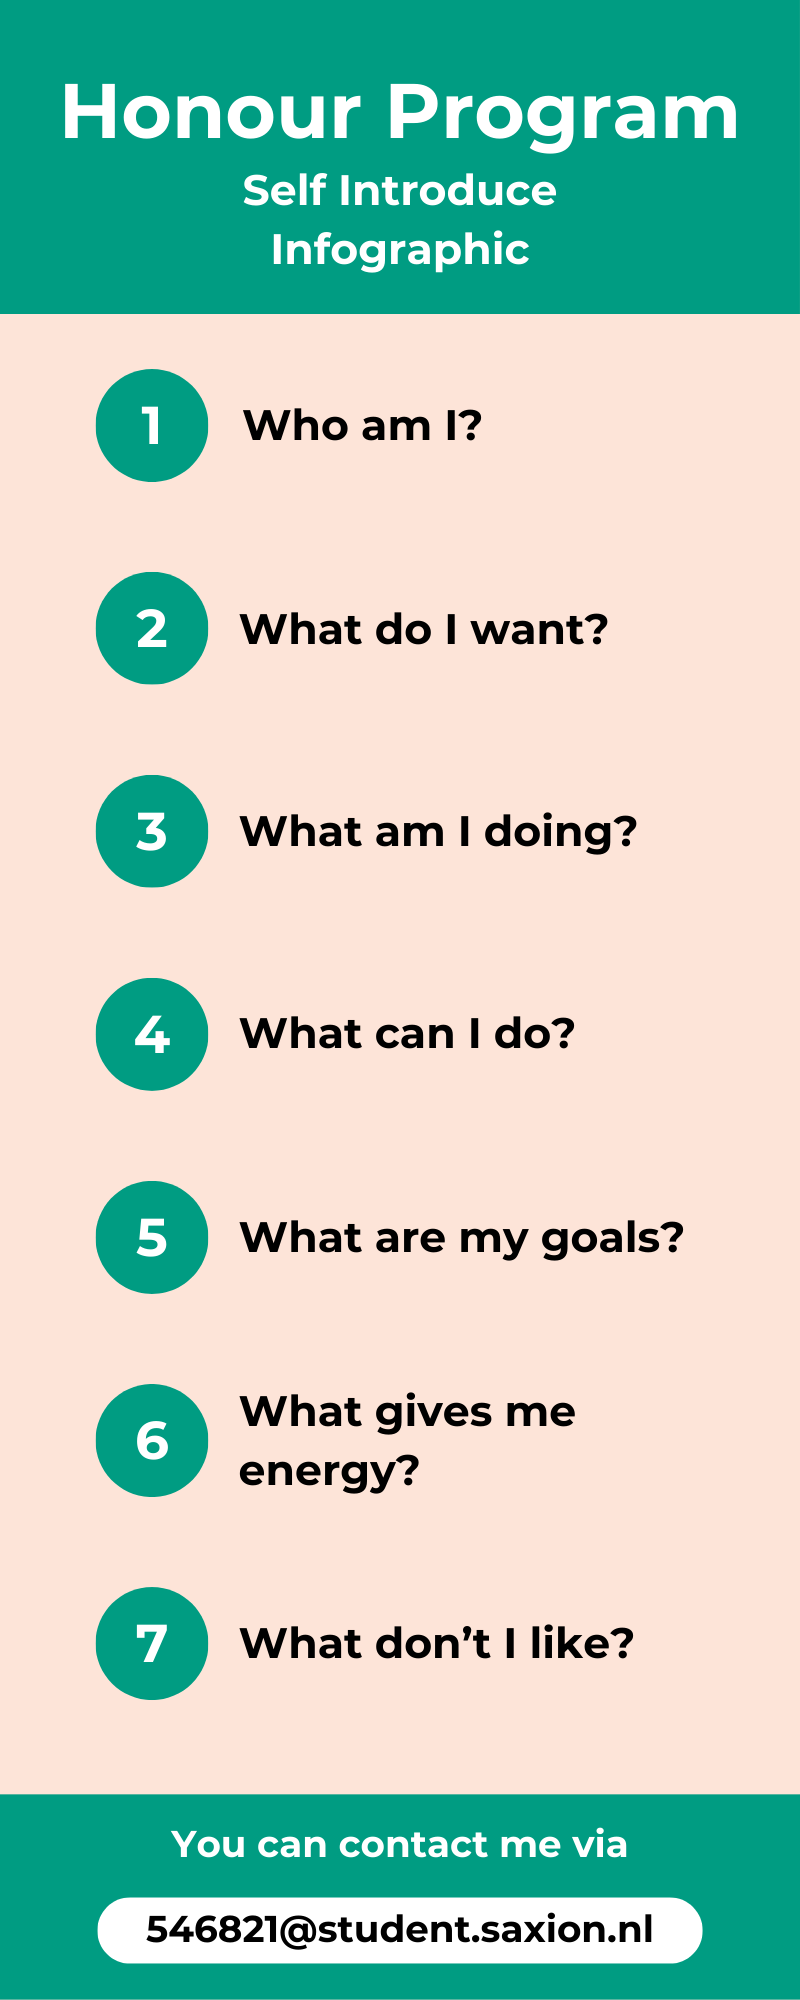 Honour Program
Self Introduce
Infographic
1
Who am I?
2
What do I want?
3
What am I doing?
4
What can I do?
5
What are my goals?
6
What gives me
energy?
7
What don’t I like?
You can contact me via
546821@student.saxion.nl